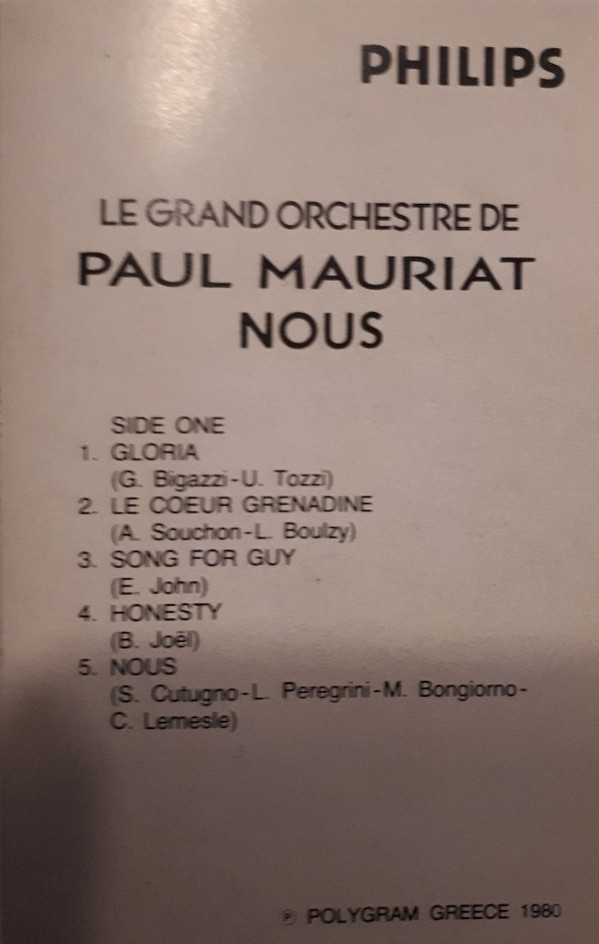 PHILIPS
LE GRAND ORCHESTRE DE
PAUL MAURIAT
NOUS
SIDE ONE
1. GLORIA
(G. Bigazzi-U. Tozzi)
2. LE COEUR GRENADINE
(A. Souchon-L. Boulzy)
3. SONG FOR GUY
(E. John)
4. HONESTY
(B. Joël)
5. NOUS
(S. Cutugno-L. Peregrini-M. Bongiorno-
C. Lemesle)
℗ POLYGRAM GREECE 1980